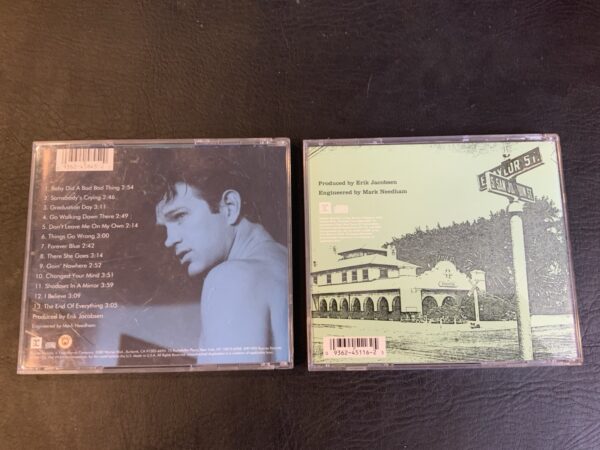 1. Baby Did A Bad Bad Thing 2:54
2. Somebody's Crying 2:46
3. Graduation Day 3:11
4. Go Walking Down There 2:49
5. Don't Leave Me On My Own 2:14
6. Things Go Wrong 3:00
7. Forever Blue 2:42
8. There She Goes 3:14
9. Goin' Nowhere 2:52
10. Changed Your Mind 3:51
11. Shadows In A Mirror 3:59
12. I Believe 3:09
13. The End Of Everything 3:05
Produced by Erik Jacobsen
Engineered by Mark Needham
Produced by Erik Jacobsen
Engineered by Mark Needham
TAYLOR ST.
0 9362-45116-2 5